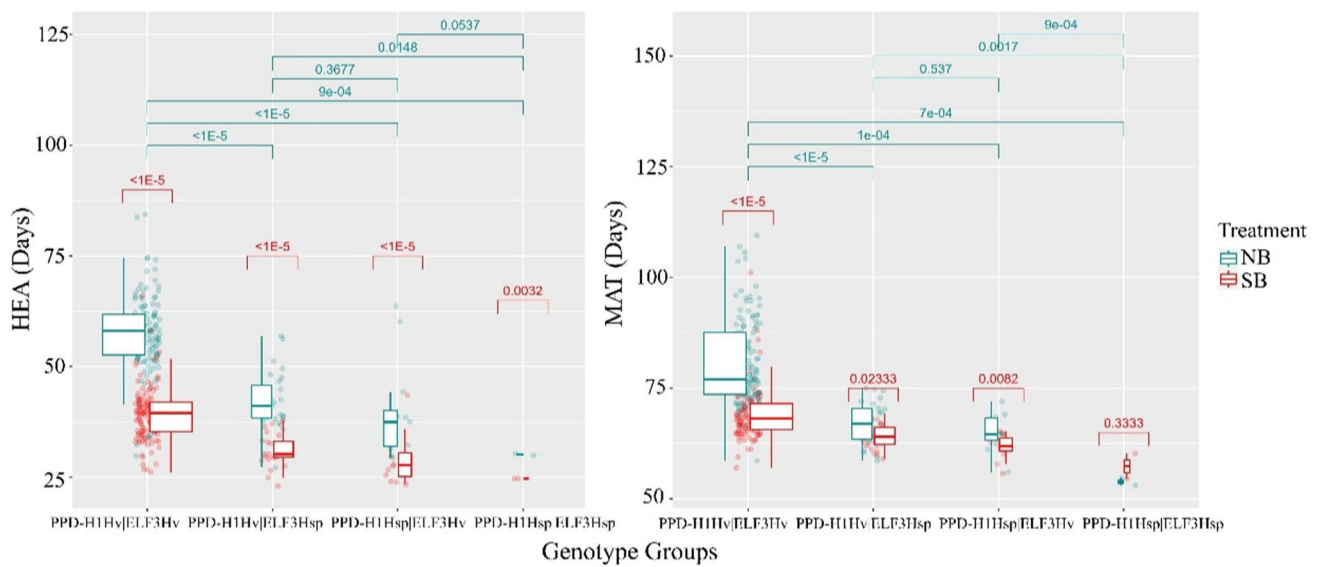 0.0537
125
0.0148
0.3677
9e-04
<1E-5
<1E-5
100
<1E-5
<1E-5
<1E-5
75
0.0032
50
25
HEA (Days)
PPD-H1Hv|ELF3Hv PPD-H1Hv|ELF3Hsp PPD-H1Hsp|ELF3Hv PPD-H1Hsp ELF3Hsp
9e-04
150
0.0017
0.537
7e-04
1e-04
<1E-5
125
<1E-5
100
75
0.02333
0.0082
0.3333
50
MAT (Days)
PPD-H1Hv|ELF3Hv PPD-H1Hv ELF3Hsp PPD-H1Hsp|ELF3Hv PPD-H1Hsp|ELF3Hsp
Genotype Groups
Treatment
NB
SB